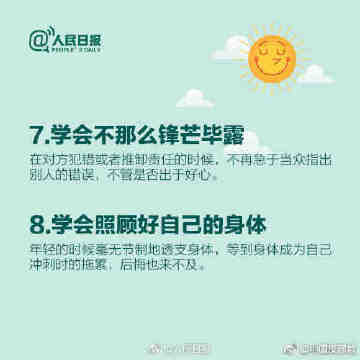 @人民日报
PEOPLE'S DAILY
7.学会不那么锋芒毕露
在对方犯错或者推卸责任的时候，不再急于当众指出
别人的错误，不管是否出于好心。
8.学会照顾好自己的身体
年轻的时候毫无节制地透支身体，等到身体成为自己
冲刺时的拖累，后悔也来不及。
@人民日报